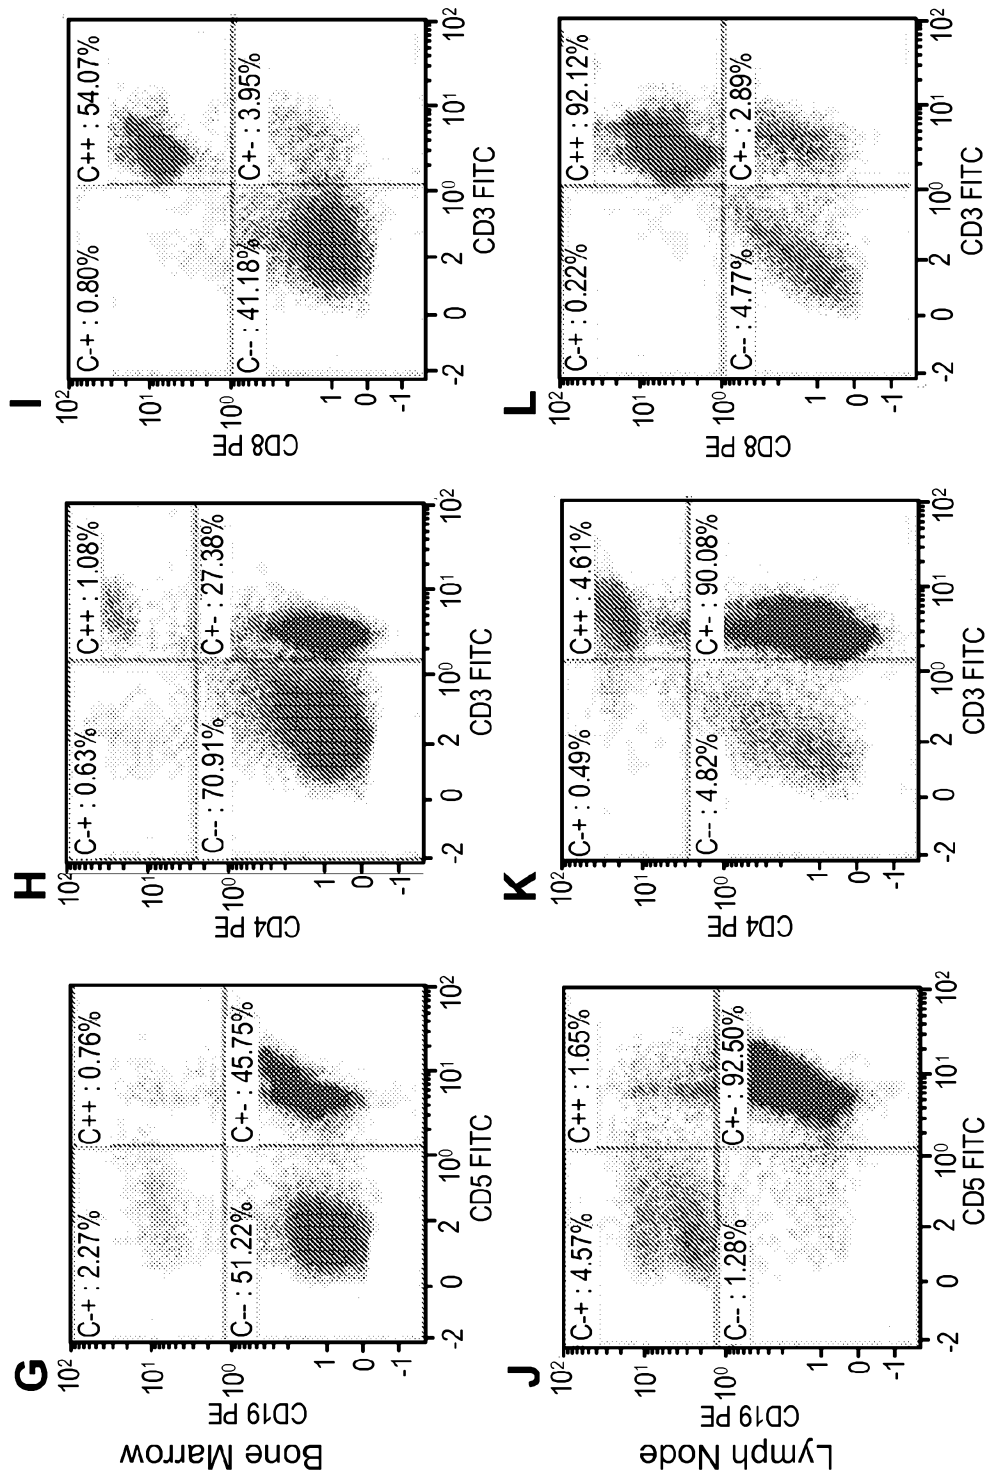 Bone Marrow
G
CD19 PE
10²
10¹
10⁰
1
0
-1
C-+ : 2.27%
C++ : 0.76%
C-- : 51.22%
C+- : 45.75%
-2
0
2
10⁰
10¹
10²
CD5 FITC
H
CD4 PE
10²
10¹
10⁰
1
0
-1
C-+ : 0.63%
C++ : 1.08%
C-- : 70.91%
C+- : 27.38%
-2
0
2
10⁰
10¹
10²
CD3 FITC
I
CD8 PE
10²
10¹
10⁰
1
0
-1
C-+ : 0.80%
C++ : 54.07%
C-- : 41.18%
C+- : 3.95%
-2
0
2
10⁰
10¹
10²
CD3 FITC
Lymph Node
J
CD19 PE
10²
10¹
10⁰
1
0
-1
C-+ : 4.57%
C++ : 1.65%
C-- : 1.28%
C+- : 92.50%
-2
0
2
10⁰
10¹
10²
CD5 FITC
K
CD4 PE
10²
10¹
10⁰
1
0
-1
C-+ : 0.49%
C++ : 4.61%
C-- : 4.82%
C+- : 90.08%
-2
0
2
10⁰
10¹
10²
CD3 FITC
L
CD8 PE
10²
10¹
10⁰
1
0
-1
C-+ : 0.22%
C++ : 92.12%
C-- : 4.77%
C+- : 2.89%
-2
0
2
10⁰
10¹
10²
CD3 FITC